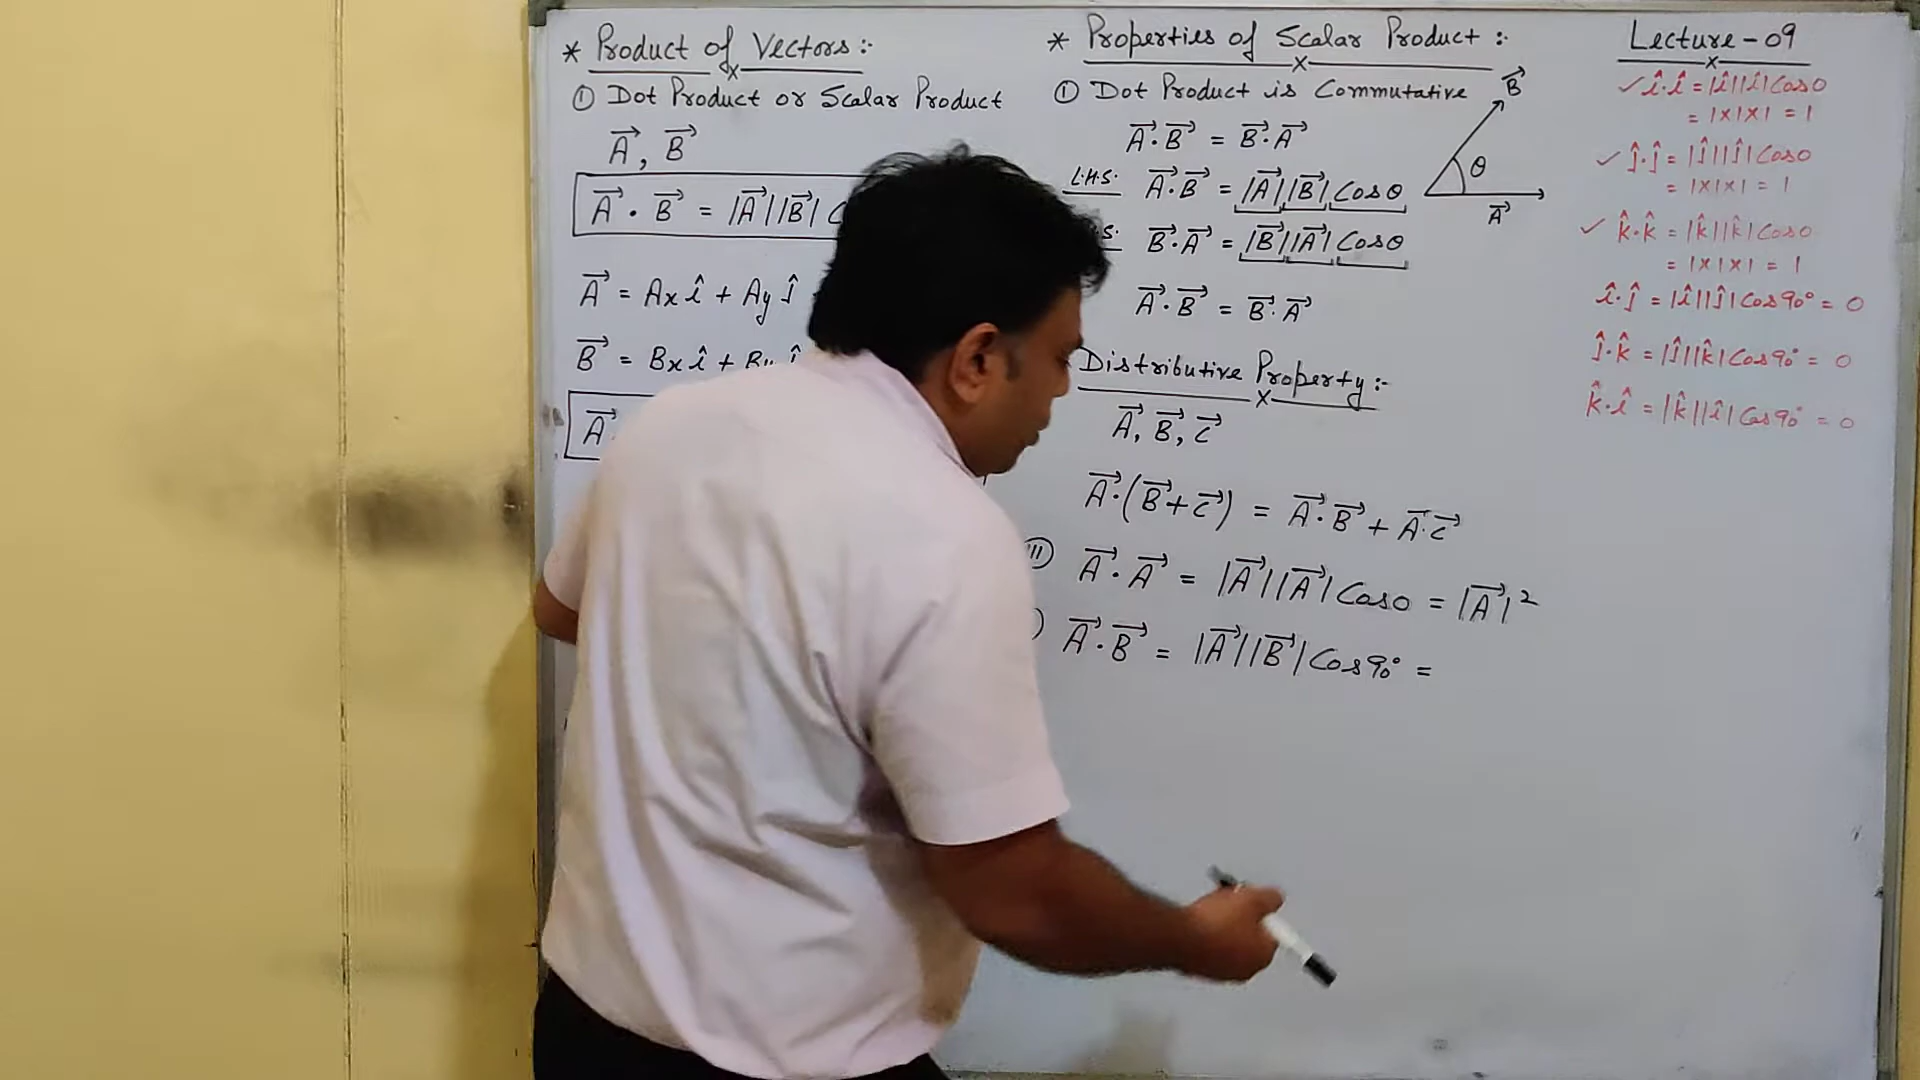 * Product of Vectors :-
① Dot Product or Scalar Product
A⃗, B⃗
A⃗ · B⃗ = |A⃗||B⃗| C
A⃗ = Ax î + Ay ĵ
B⃗ = Bx î + By ĵ
A⃗
* Properties of Scalar Product :-
① Dot Product is Commutative
A⃗·B⃗ = B⃗·A⃗
L.H.S. A⃗·B⃗ = |A⃗||B⃗| Cosθ
S. B⃗·A⃗ = |B⃗||A⃗| Cosθ
A⃗·B⃗ = B⃗·A⃗
B⃗
θ
A⃗
Distributive Property :-
A⃗, B⃗, C⃗
A⃗·(B⃗+C⃗) = A⃗·B⃗ + A⃗·C⃗
(III) A⃗·A⃗ = |A⃗||A⃗| Cos0 = |A⃗|²
) A⃗·B⃗ = |A⃗||B⃗| Cos90° =
Lecture-09
✓ î·î = |î||î| Cos0
= 1×1×1 = 1
✓ ĵ·ĵ = |ĵ||ĵ| Cos0
= 1×1×1 = 1
✓ k̂·k̂ = |k̂||k̂| Cos0
= 1×1×1 = 1
î·ĵ = |î||ĵ| Cos90° = 0
ĵ·k̂ = |ĵ||k̂| Cos90° = 0
k̂·î = |k̂||î| Cos90° = 0